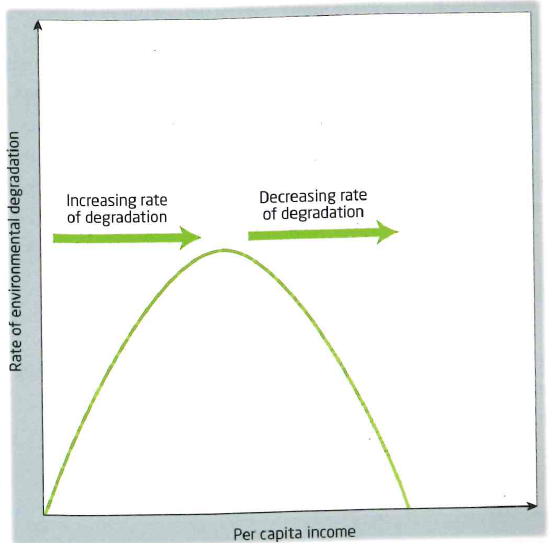 Increasing rate
of degradation
Decreasing rate
of degradation
Rate of environmental degradation
Per capita income